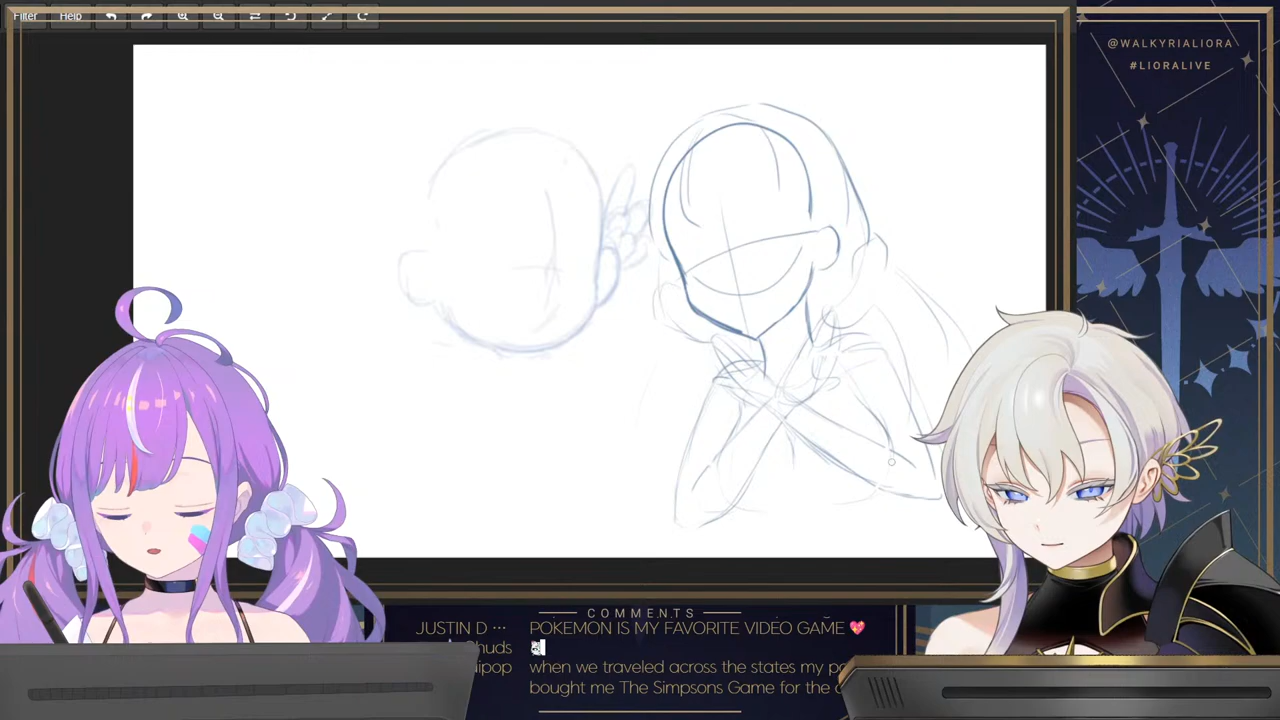 Filter Help
@WALKYRIALIORA
#LIORALIVE
COMMENTS
JUSTIN D ··· POKEMON IS MY FAVORITE VIDEO GAME 💖
when we traveled across the states my
bought me The Simpsons Game for the